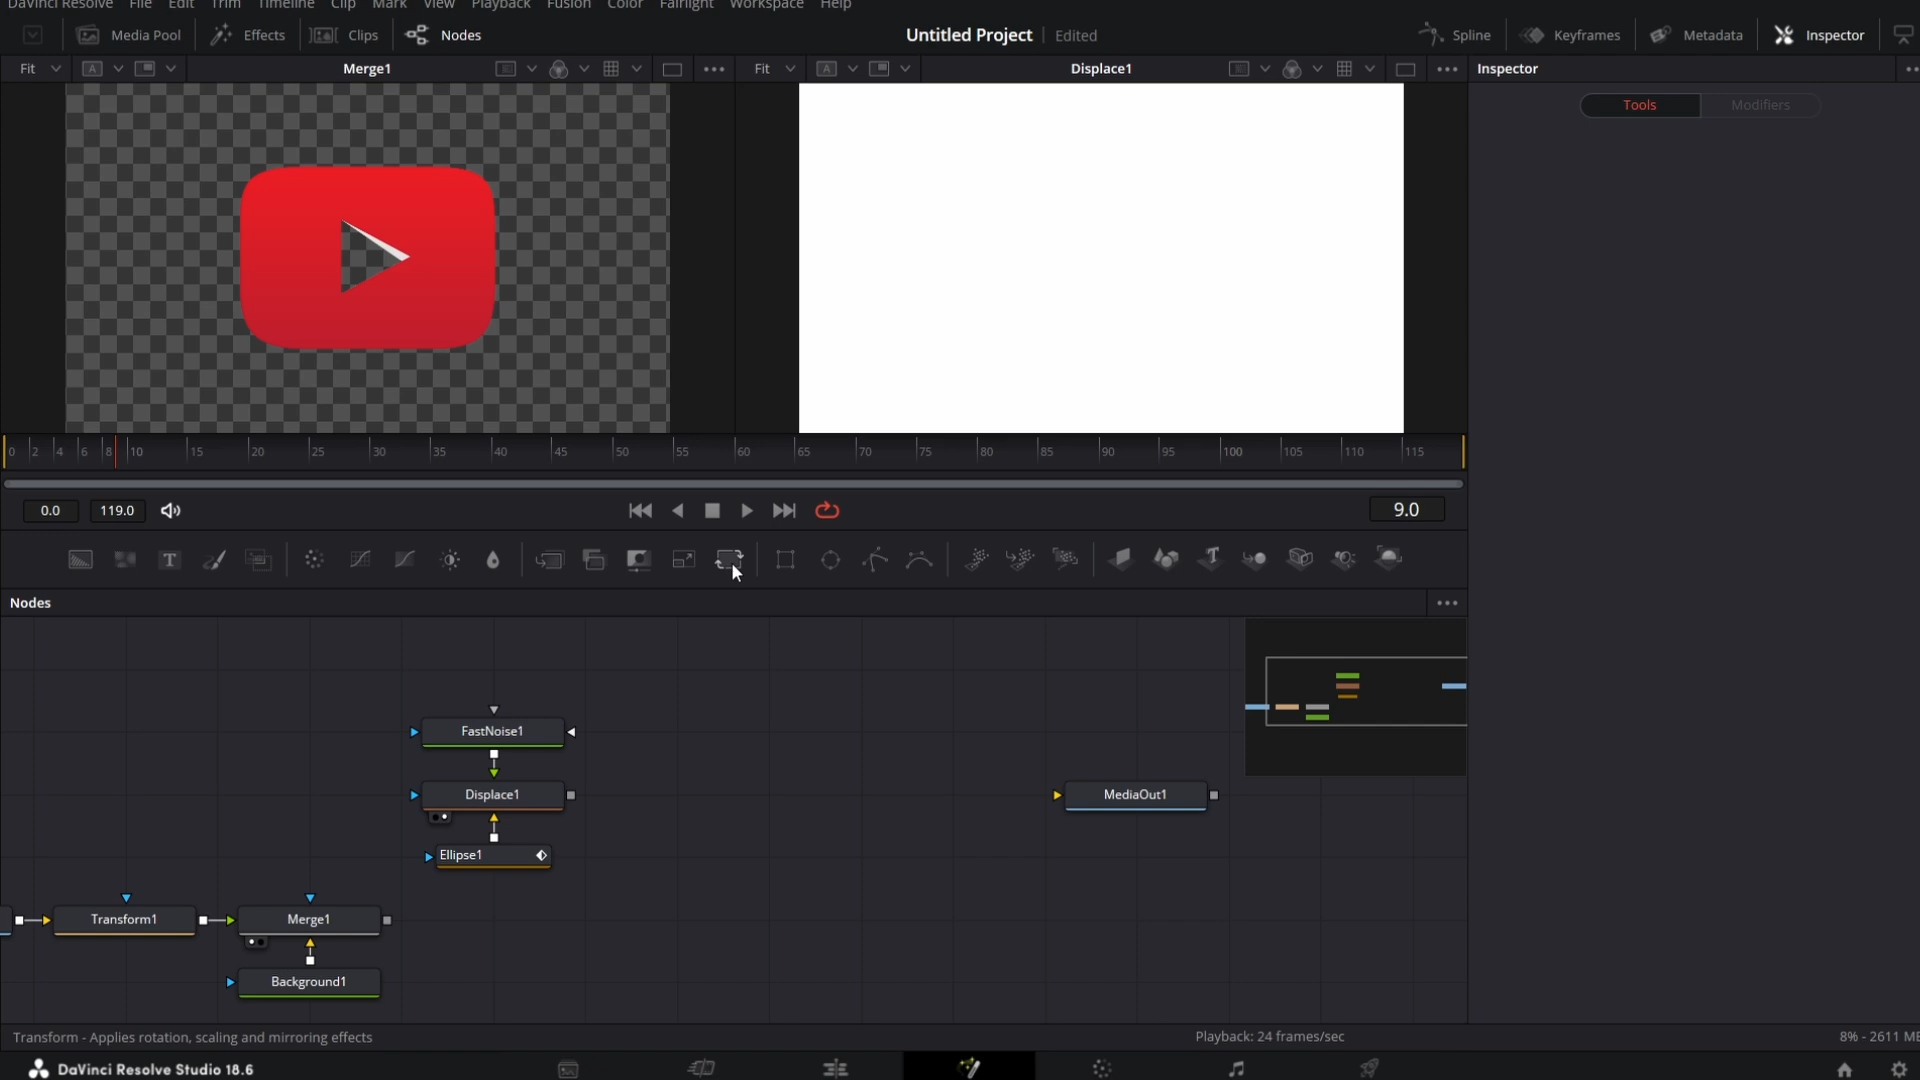 DaVinci Resolve File Edit Trim Timeline Clip Mark View Playback Fusion Color Fairlight Workspace Help
Media Pool Effects Clips Nodes Untitled Project Edited Spline Keyframes Metadata Inspector
Fit A Merge1 Fit A Displace1 Inspector
Tools Modifiers
0 2 4 6 8 10 15 20 25 30 35 40 45 50 55 60 65 70 75 80 85 90 95 100 105 110 115
0.0 119.0 9.0
T T
Nodes
FastNoise1
Displace1 MediaOut1
Ellipse1
Transform1 Merge1
Background1
Transform - Applies rotation, scaling and mirroring effects Playback: 24 frames/sec 8% - 2611 MB
DaVinci Resolve Studio 18.6